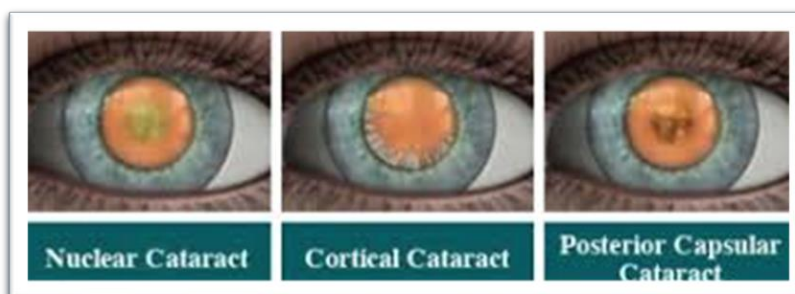 Nuclear Cataract
Cortical Cataract
Posterior Capsular
Cataract